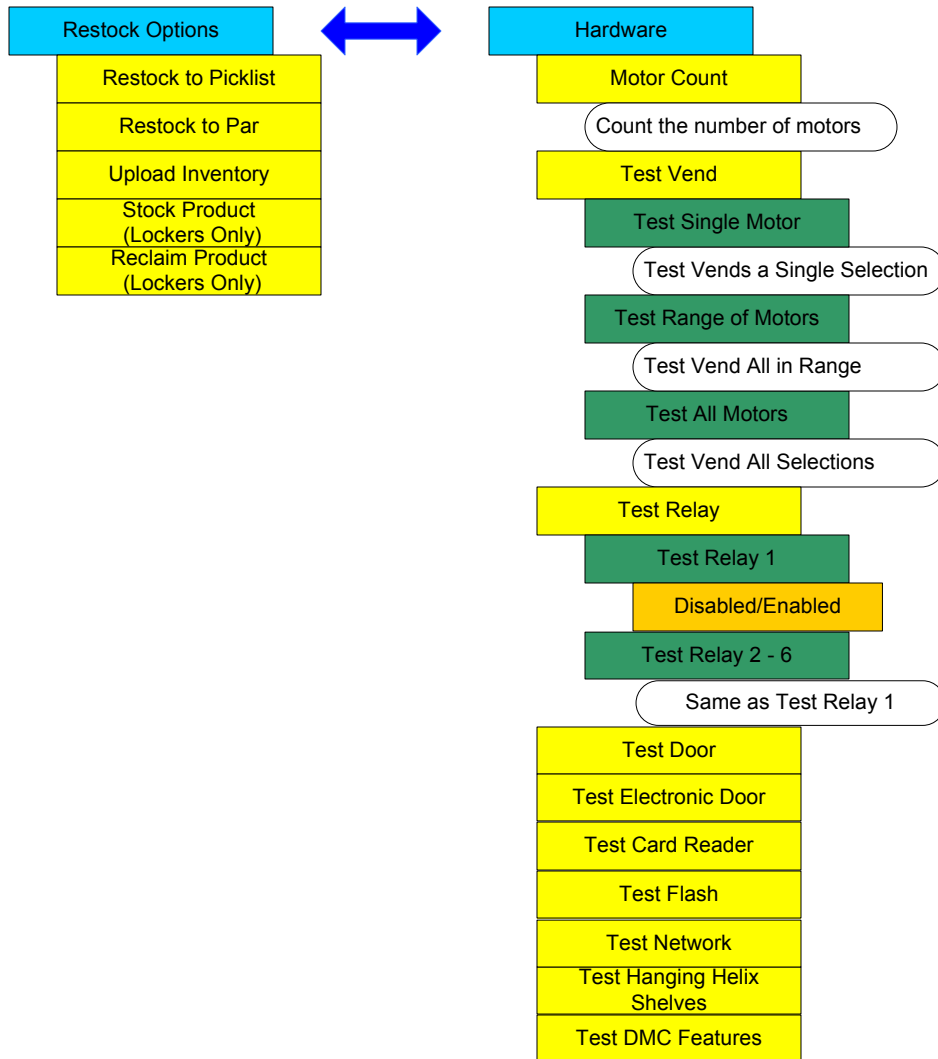 Restock Options
Restock to Picklist
Restock to Par
Upload Inventory
Stock Product
(Lockers Only)
Reclaim Product
(Lockers Only)
Hardware
Motor Count
Count the number of motors
Test Vend
Test Single Motor
Test Vends a Single Selection
Test Range of Motors
Test Vend All in Range
Test All Motors
Test Vend All Selections
Test Relay
Test Relay 1
Disabled/Enabled
Test Relay 2 - 6
Same as Test Relay 1
Test Door
Test Electronic Door
Test Card Reader
Test Flash
Test Network
Test Hanging Helix
Shelves
Test DMC Features